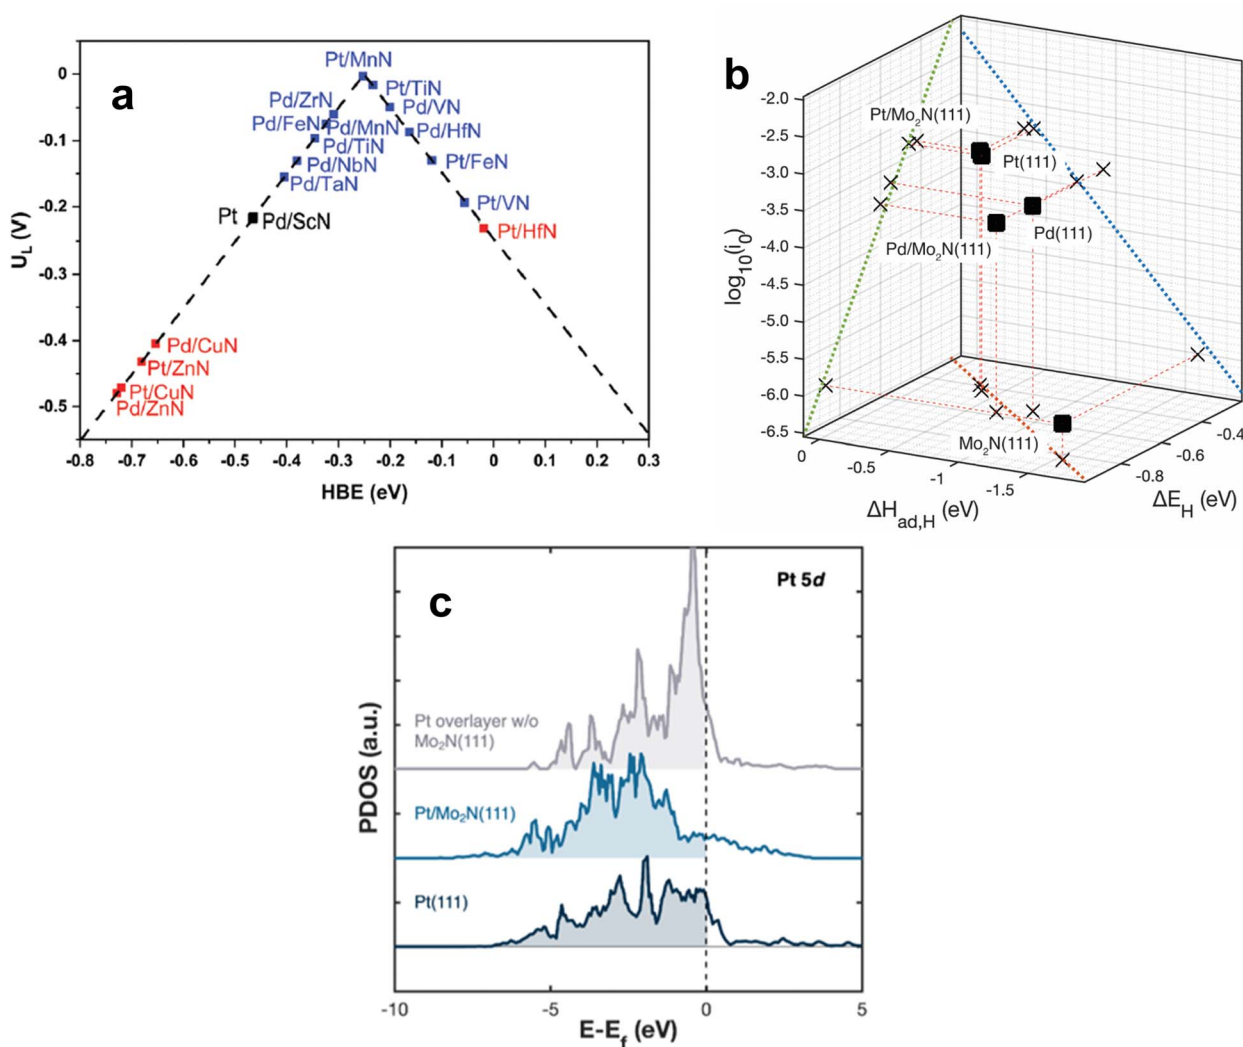 a
0
-0.1
-0.2
-0.3
-0.4
-0.5
U_L (V)
Pt/MnN
Pt/TiN
Pd/ZrN
Pd/VN
Pd/FeN
Pd/MnN
Pd/HfN
Pd/TiN
Pd/NbN
Pt/FeN
Pd/TaN
Pt/VN
Pt
Pd/ScN
Pt/HfN
Pd/CuN
Pt/ZnN
Pt/CuN
Pd/ZnN
-0.8 -0.7 -0.6 -0.5 -0.4 -0.3 -0.2 -0.1 0 0.1 0.2 0.3
HBE (eV)
b
-2.0
-2.5
-3.0
-3.5
-4.0
-4.5
-5.0
-5.5
-6.0
-6.5
log₁₀(i₀)
Pt/Mo₂N(111)
Pt(111)
Pd(111)
Pd/Mo₂N(111)
Mo₂N(111)
0 -0.5 -1 -1.5
ΔH_ad,H (eV)
-0.8 -0.6 -0.4
ΔE_H (eV)
c
Pt 5d
PDOS (a.u.)
Pt overlayer w/o
Mo₂N(111)
Pt/Mo₂N(111)
Pt(111)
-10 -5 0 5
E-E_f (eV)